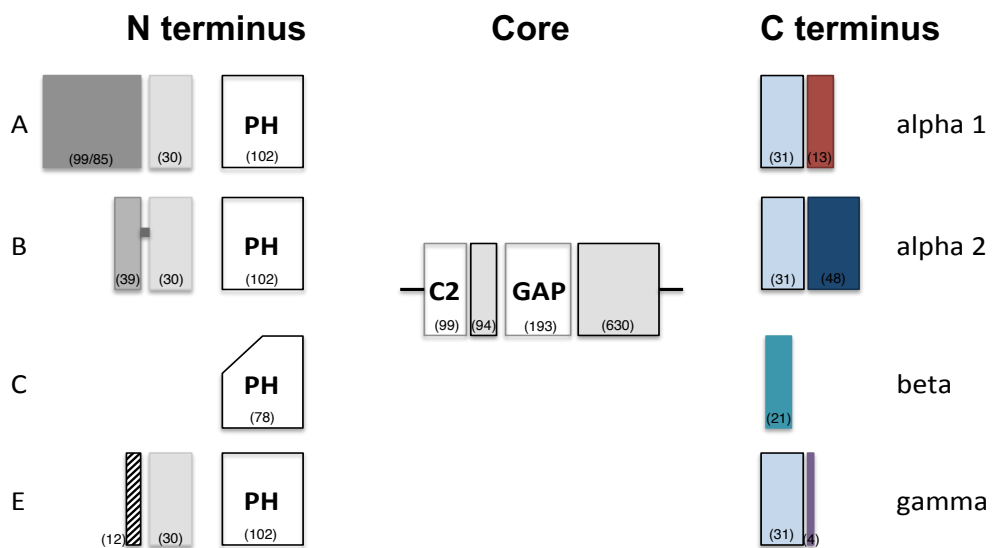 N terminus Core C terminus
A PH alpha 1
(99/85) (30) (102) (31) (13)
B PH alpha 2
(39) (30) (102) (31) (48)
C2 GAP
(99) (94) (193) (630)
C PH beta
(78) (21)
E PH gamma
(12) (30) (102) (31) (4)